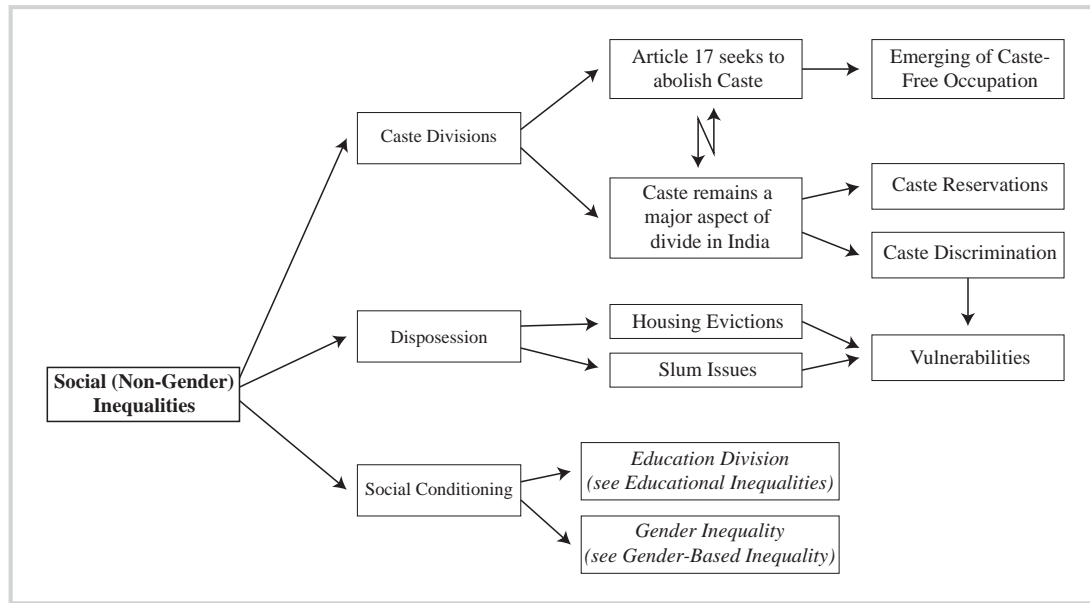 Article 17 seeks to
abolish Caste
Emerging of Caste-
Free Occupation
Caste Divisions
Caste remains a
major aspect of
divide in India
Caste Reservations
Caste Discrimination
Disposession
Housing Evictions
Slum Issues
Vulnerabilities
Social (Non-Gender)
Inequalities
Social Conditioning
Education Division
(see Educational Inequalities)
Gender Inequality
(see Gender-Based Inequality)